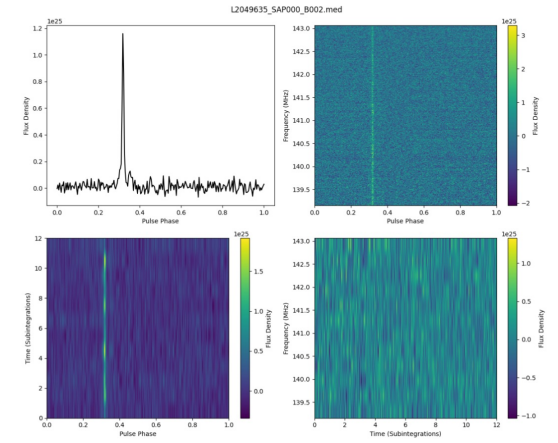 L2049635_SAP000_B002.med
1e25
1.2
1.0
0.8
0.6
0.4
0.2
0.0
Flux Density
0.0 0.2 0.4 0.6 0.8 1.0
Pulse Phase
143.0
142.5
142.0
141.5
141.0
140.5
140.0
139.5
Frequency (MHz)
0.0 0.2 0.4 0.6 0.8 1.0
Pulse Phase
1e25
3
2
1
0
−1
−2
Flux Density
12
10
8
6
4
2
0
Time (Subintegrations)
0.0 0.2 0.4 0.6 0.8 1.0
Pulse Phase
1e25
1.5
1.0
0.5
0.0
Flux Density
143.0
142.5
142.0
141.5
141.0
140.5
140.0
139.5
Frequency (MHz)
0 2 4 6 8 10 12
Time (Subintegrations)
1e25
1.0
0.5
0.0
−0.5
−1.0
Flux Density